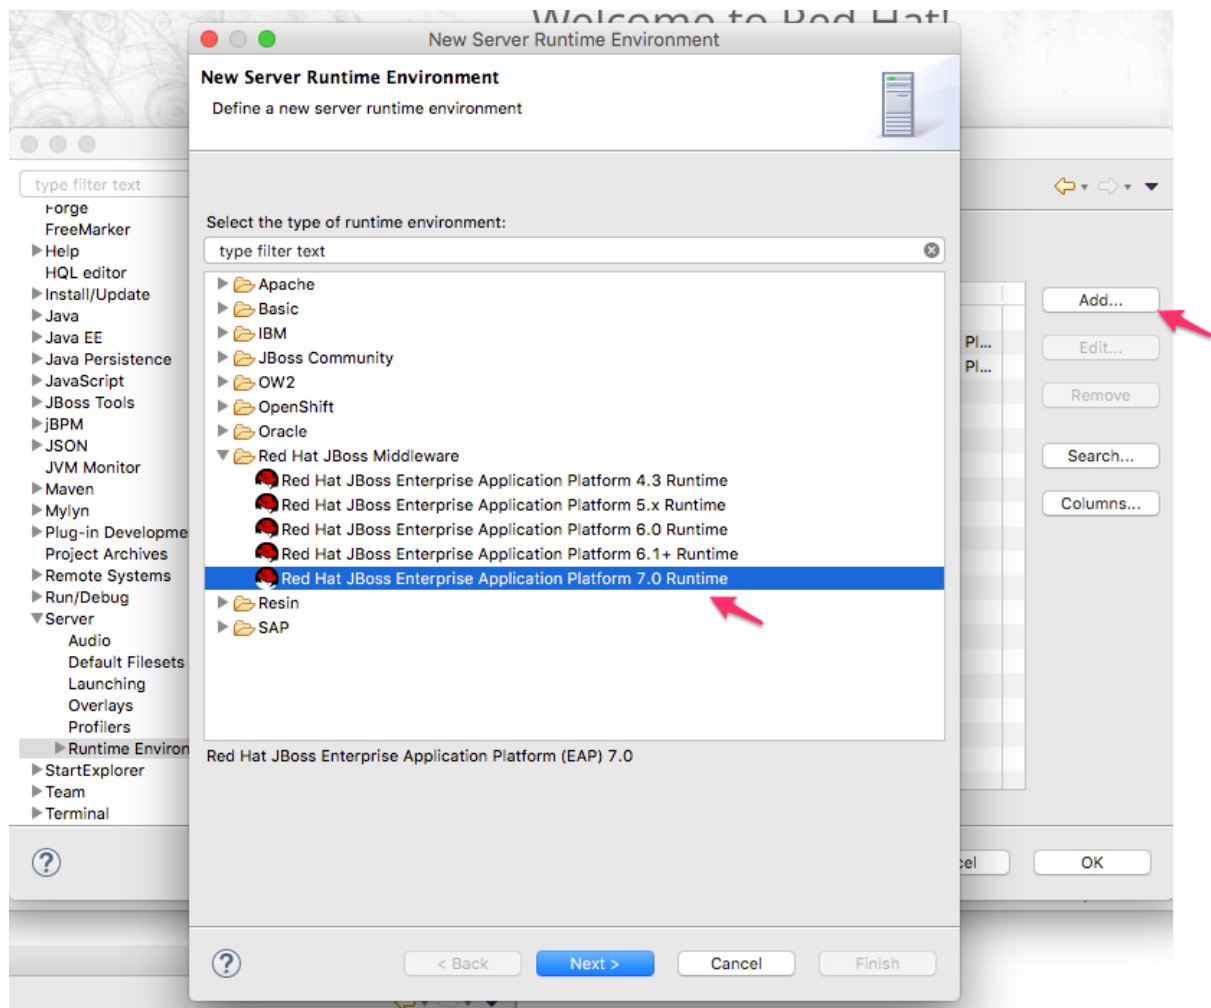 Welcome to Red Hat!
New Server Runtime Environment
New Server Runtime Environment
Define a new server runtime environment
type filter text
Forge
FreeMarker
Help
HQL editor
Install/Update
Java
Java EE
Java Persistence
JavaScript
JBoss Tools
jBPM
JSON
JVM Monitor
Maven
Mylyn
Plug-in Developme
Project Archives
Remote Systems
Run/Debug
Server
Audio
Default Filesets
Launching
Overlays
Profilers
Runtime Environ
StartExplorer
Team
Terminal
Select the type of runtime environment:
type filter text
Apache
Basic
IBM
JBoss Community
OW2
OpenShift
Oracle
Red Hat JBoss Middleware
Red Hat JBoss Enterprise Application Platform 4.3 Runtime
Red Hat JBoss Enterprise Application Platform 5.x Runtime
Red Hat JBoss Enterprise Application Platform 6.0 Runtime
Red Hat JBoss Enterprise Application Platform 6.1+ Runtime
Red Hat JBoss Enterprise Application Platform 7.0 Runtime
Resin
SAP
Red Hat JBoss Enterprise Application Platform (EAP) 7.0
Pl...
Pl...
Add...
Edit...
Remove
Search...
Columns...
cel
OK
?
?
< Back
Next >
Cancel
Finish